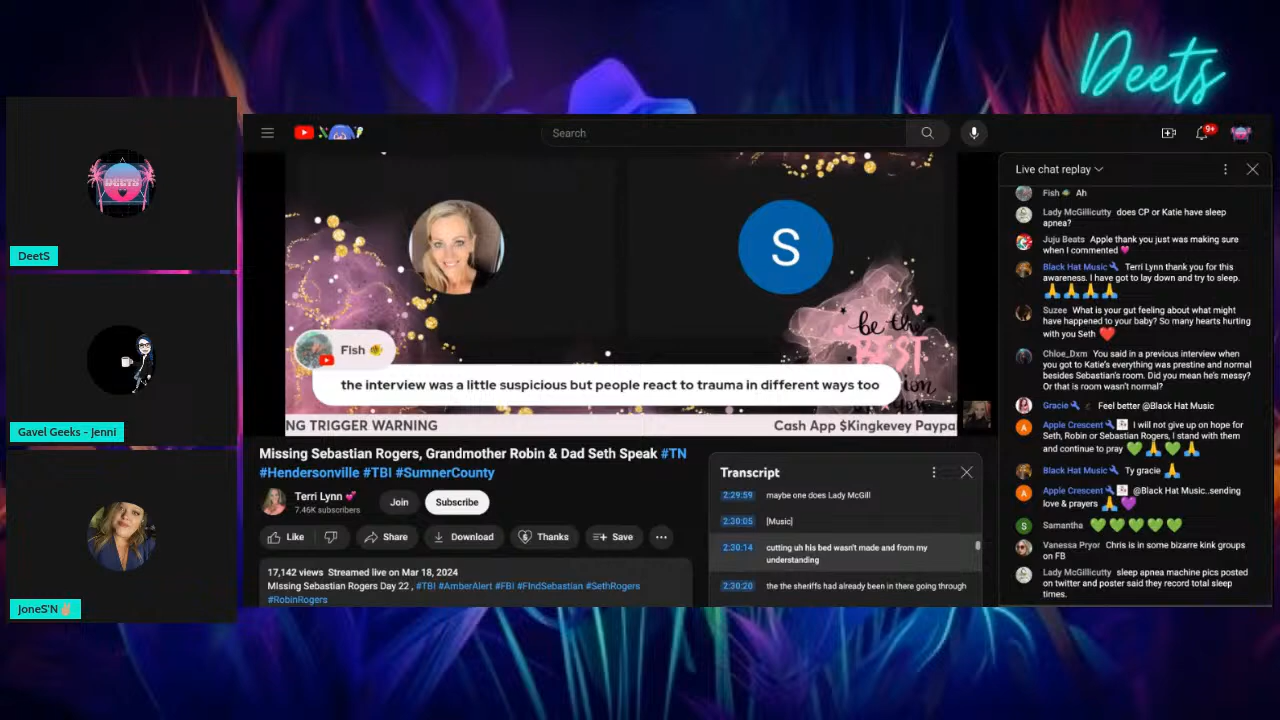 Deets
DEETS
DeetS
Gavel Geeks - Jenni
JoneS'N ✌🏼
Search
9+
S
be the
BEST
Fish 🐠
the interview was a little suspicious but people react to trauma in different ways too
NG TRIGGER WARNING
Cash App $Kingkevey Paypa
Missing Sebastian Rogers, Grandmother Robin & Dad Seth Speak #TN
#Hendersonville #TBI #SumnerCounty
Terri Lynn 💕
7.46K subscribers
Join
Subscribe
Like
Share
Download
Thanks
Save
17,142 views Streamed live on Mar 18, 2024
MIssing Sebastian Rogers Day 22 , #TBI #AmberAlert #FBI #FIndSebastian #SethRogers
#RobinRogers
Transcript
2:29:59 maybe one does Lady McGill
2:30:05 [Music]
2:30:14 cutting uh his bed wasn't made and from my
understanding
2:30:20 the the sheriffs had already been in there going through
Live chat replay
Fish 🐠 Ah
Lady McGillicutty does CP or Katie have sleep
apnea?
Juju Beats Apple thank you just was making sure
when I commented 💗
Black Hat Music Terri Lynn thank you for this
awareness. I have got to lay down and try to sleep.
🙏🙏🙏🙏
Suzee What is your gut feeling about what might
have happened to your baby? So many hearts hurting
with you Seth ❤️
Chloe_Dxm You said in a previous interview when
you got to Katie's everything was prestine and normal
besides Sebastian's room. Did you mean he's messy?
Or that is room wasn't normal?
Gracie Feel better @Black Hat Music
Apple Crescent I will not give up on hope for
Seth, Robin or Sebastian Rogers, I stand with them
and continue to pray 💚🙏💚🙏
Black Hat Music Ty gracie 🙏
Apple Crescent @Black Hat Music..sending
love & prayers 🙏💜
Samantha 💚💚💚💚💚
Vanessa Pryor Chris is in some bizarre kink groups
on FB
Lady McGillicutty sleep apnea machine pics posted
on twitter and poster said they record total sleep
times.